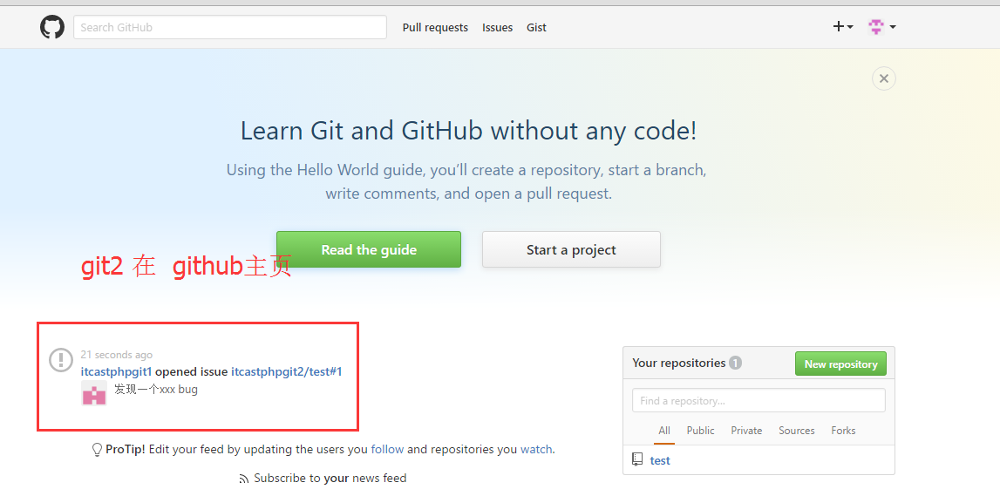 Search GitHub Pull requests Issues Gist
Learn Git and GitHub without any code!
Using the Hello World guide, you’ll create a repository, start a branch,
write comments, and open a pull request.
Read the guide Start a project
git2 在 github主页
21 seconds ago
itcastphpgit1 opened issue itcastphpgit2/test#1
发现一个xxx bug
ProTip! Edit your feed by updating the users you follow and repositories you watch.
Subscribe to your news feed
Your repositories 1 New repository
Find a repository...
All Public Private Sources Forks
test